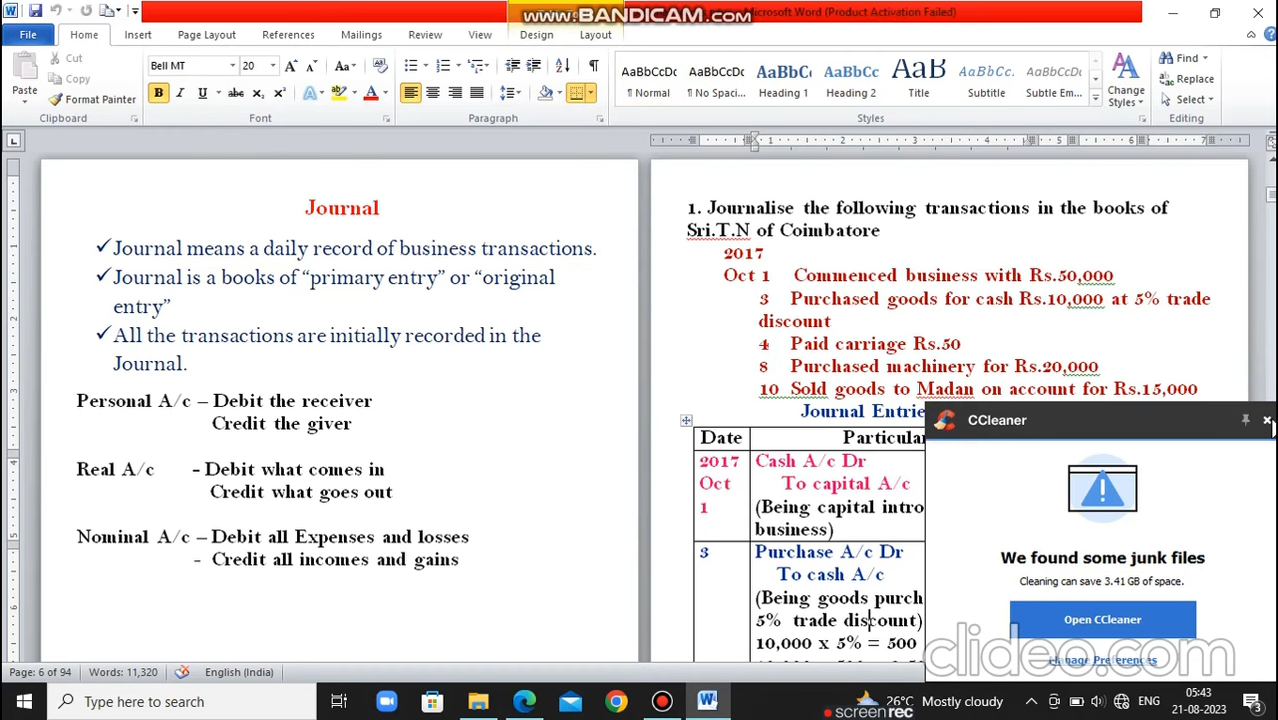 www.BANDICAM.com
Microsoft Word (Product Activation Failed)
File Home Insert Page Layout References Mailings Review View Design Layout
Cut
Copy
Format Painter
Paste
Clipboard
Bell MT 20
Font
Paragraph
AaBbCcDc AaBbCcDc AaBbCc AaBbCc AaB AaBbCcL AaBbCcDc
¶ Normal ¶ No Spaci... Heading 1 Heading 2 Title Subtitle Subtle Em...
Change Styles
Styles
Find
Replace
Select
Editing
Journal
✓Journal means a daily record of business transactions.
✓Journal is a books of “primary entry” or “original
entry”
✓All the transactions are initially recorded in the
Journal.
Personal A/c – Debit the receiver
Credit the giver
Real A/c - Debit what comes in
Credit what goes out
Nominal A/c – Debit all Expenses and losses
- Credit all incomes and gains
1. Journalise the following transactions in the books of
Sri.T.N of Coimbatore
2017
Oct 1 Commenced business with Rs.50,000
3 Purchased goods for cash Rs.10,000 at 5% trade
discount
4 Paid carriage Rs.50
8 Purchased machinery for Rs.20,000
10 Sold goods to Madan on account for Rs.15,000
Journal Entrie
Date Particular
2017 Cash A/c Dr
Oct To capital A/c
1 (Being capital intro
business)
3 Purchase A/c Dr
To cash A/c
(Being goods purch
5% trade discount)
10,000 x 5% = 500
CCleaner
We found some junk files
Cleaning can save 3.41 GB of space.
Open CCleaner
Manage Preferences
clideo.com
Page: 6 of 94 Words: 11,320 English (India)
Type here to search
26°C Mostly cloudy
ENG
05:43
21-08-2023
3
screen rec